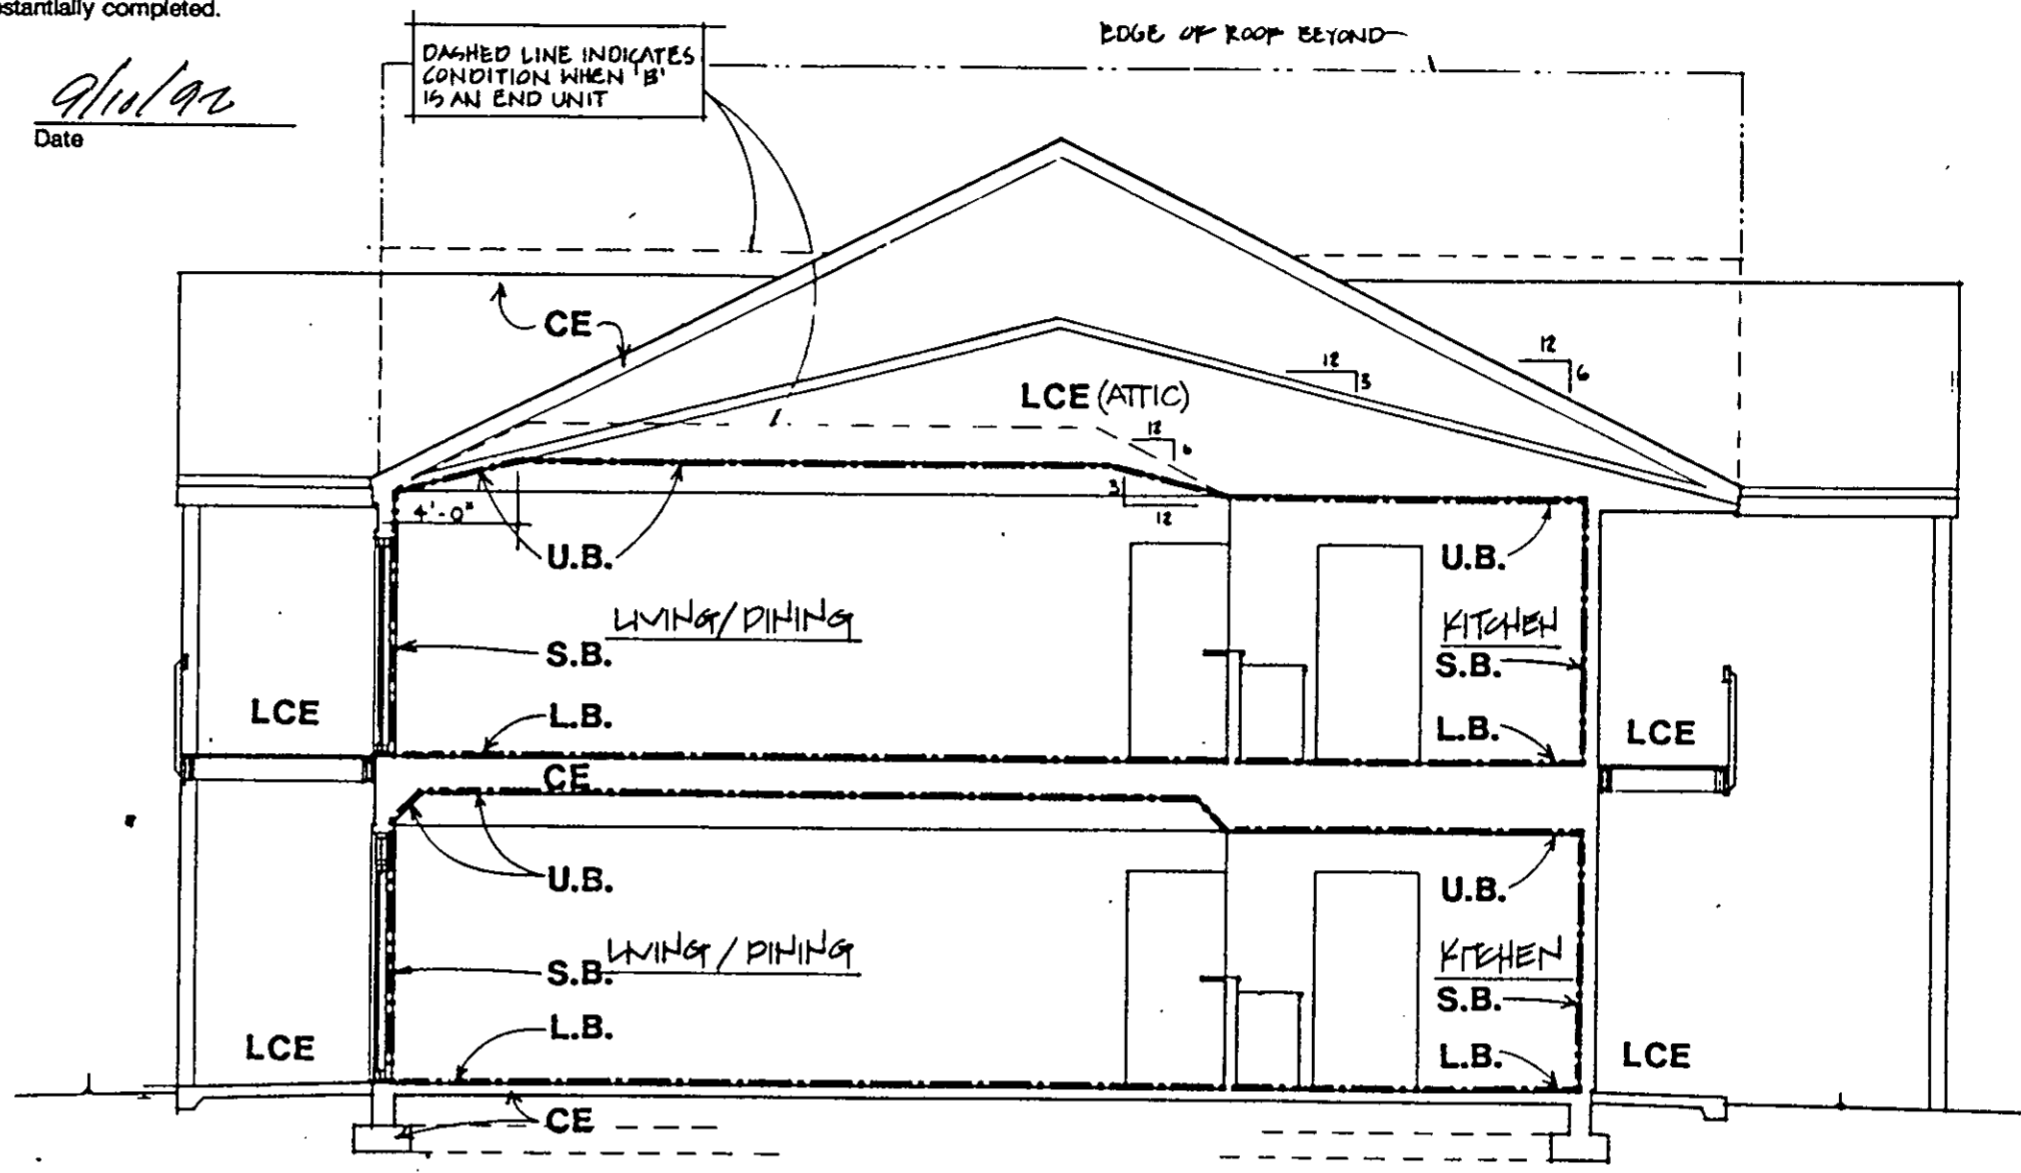 stantially completed.
9/10/92
Date
DASHED LINE INDICATES
CONDITION WHEN 'B'
IS AN END UNIT
EDGE OF ROOF BEYOND
CE
12
3
12
6
LCE (ATTIC)
12
6
4'-0"
3
12
U.B.
U.B.
LIVING/DINING
KITCHEN
S.B.
S.B.
LCE
L.B.
L.B.
LCE
CE
U.B.
U.B.
LIVING/DINING
KITCHEN
S.B.
S.B.
L.B.
L.B.
LCE
LCE
CE